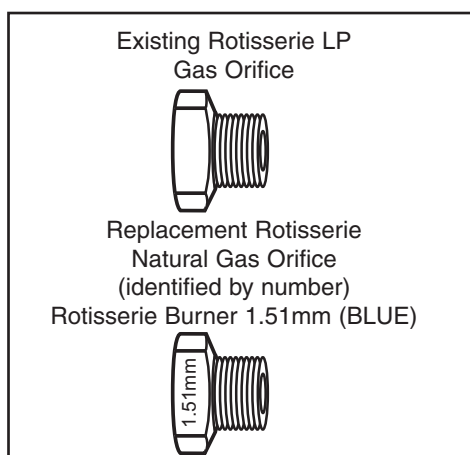 Existing Rotisserie LP
Gas Orifice
Replacement Rotisserie
Natural Gas Orifice
(identified by number)
Rotisserie Burner 1.51mm (BLUE)
1.51mm